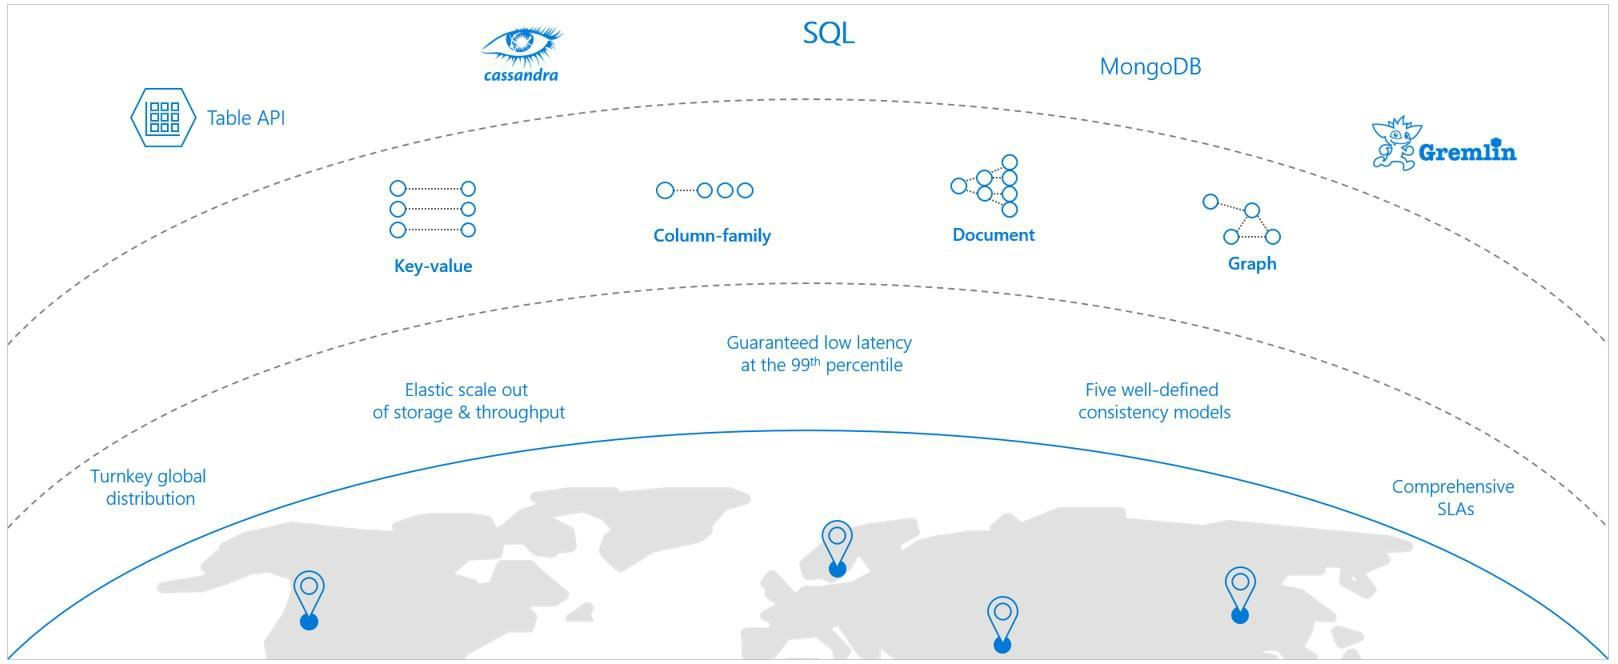 SQL
cassandra
MongoDB
Table API
Gremlin
Key-value
Column-family
Document
Graph
Guaranteed low latency
at the 99th percentile
Elastic scale out
of storage & throughput
Five well-defined
consistency models
Turnkey global
distribution
Comprehensive
SLAs